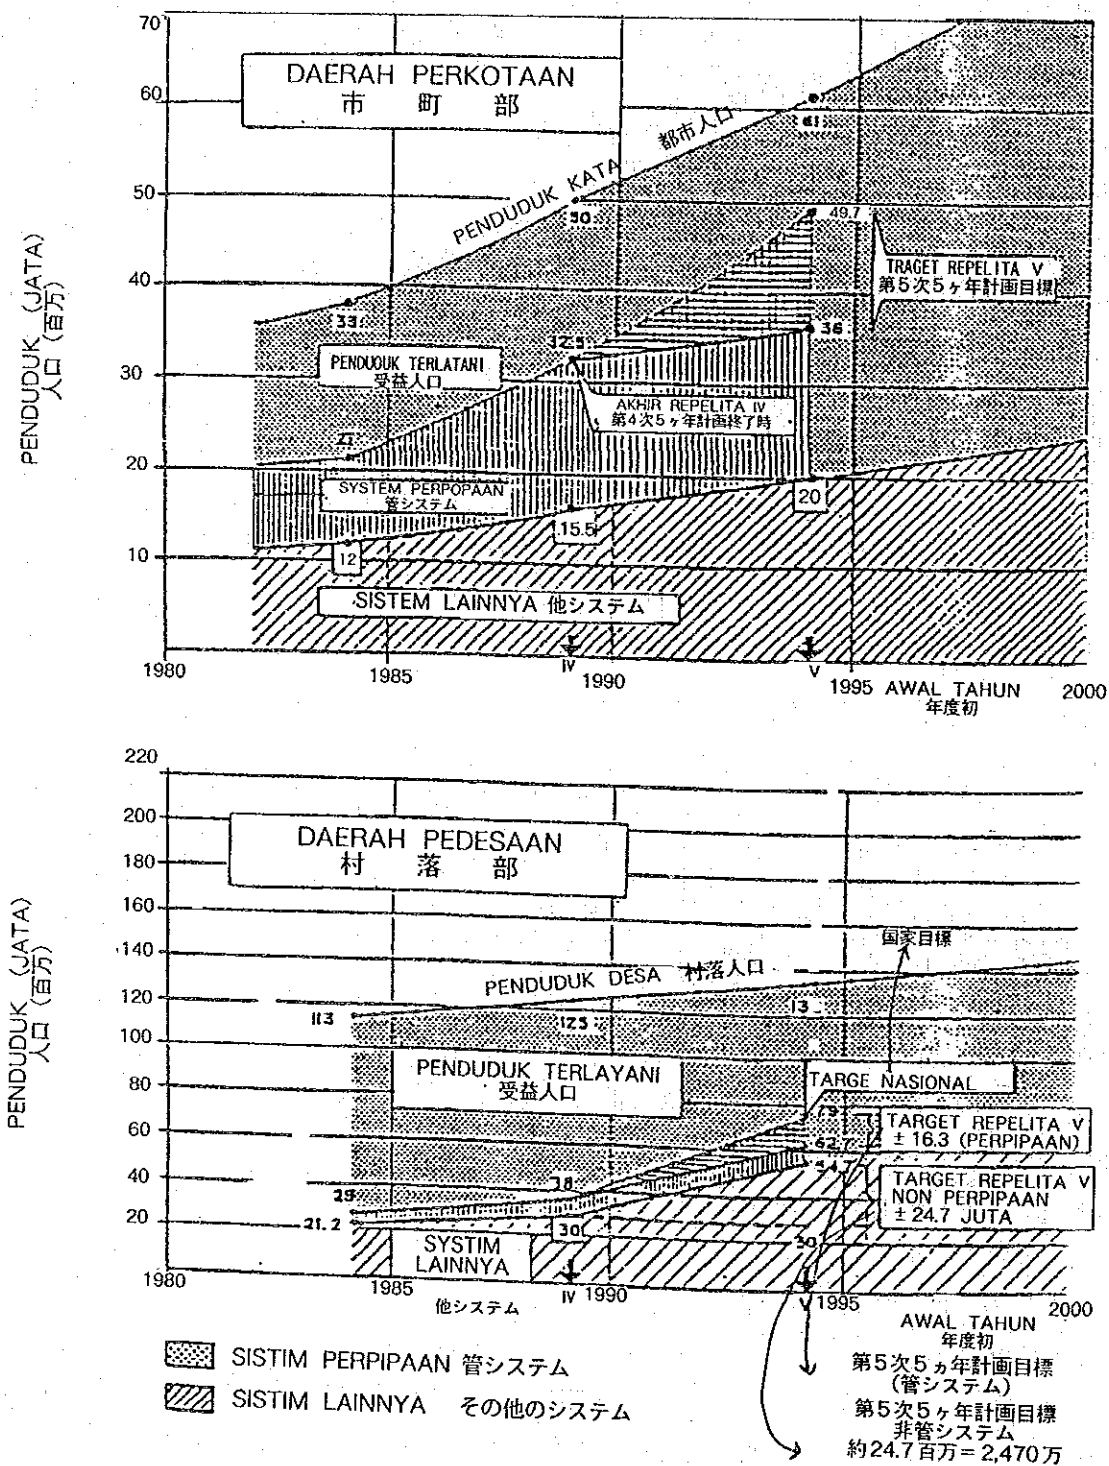 70
60
50
40
30
20
10
PENDUDUK (JATA)
人口 (百万)
DAERAH PERKOTAAN
市 町 部
PENDUDUK KATA 都市人口
33
50
61
49.7
TRAGET REPELITA V
第5次5ヶ年計画目標
36
32.5
PENDUDUK TERLATANI
受益人口
AKHIR REPELITA IV
第4次5ヶ年計画終了時
21
SYSTEM PERPOPAAN
管システム
12
15.5
20
SISTEM LAINNYA 他システム
1980
1985
IV
1990
V
1995
AWAL TAHUN
年度初
2000
220
200
180
160
140
120
100
80
60
40
20
PENDUDUK (JATA)
人口 (百万)
DAERAH PEDESAAN
村 落 部
国家目標
PENDUDUK DESA 村落人口
113
125
13
PENDUDUK TERLAYANI
受益人口
TARGE NASIONAL
79
62.7
TARGET REPELITA V
± 16.3 (PERPIPAAN)
TARGET REPELITA V
NON PERPIPAAN
± 24.7 JUTA
29
38
21.2
30
30
SYSTIM
LAINNYA
1980
1985
他システム
IV
1990
V
1995
2000
AWAL TAHUN
年度初
SISTIM PERPIPAAN 管システム
SISTIM LAINNYA その他のシステム
第5次5ヵ年計画目標
(管システム)
第5次5ヶ年計画目標
非管システム
約24.7百万=2,470万